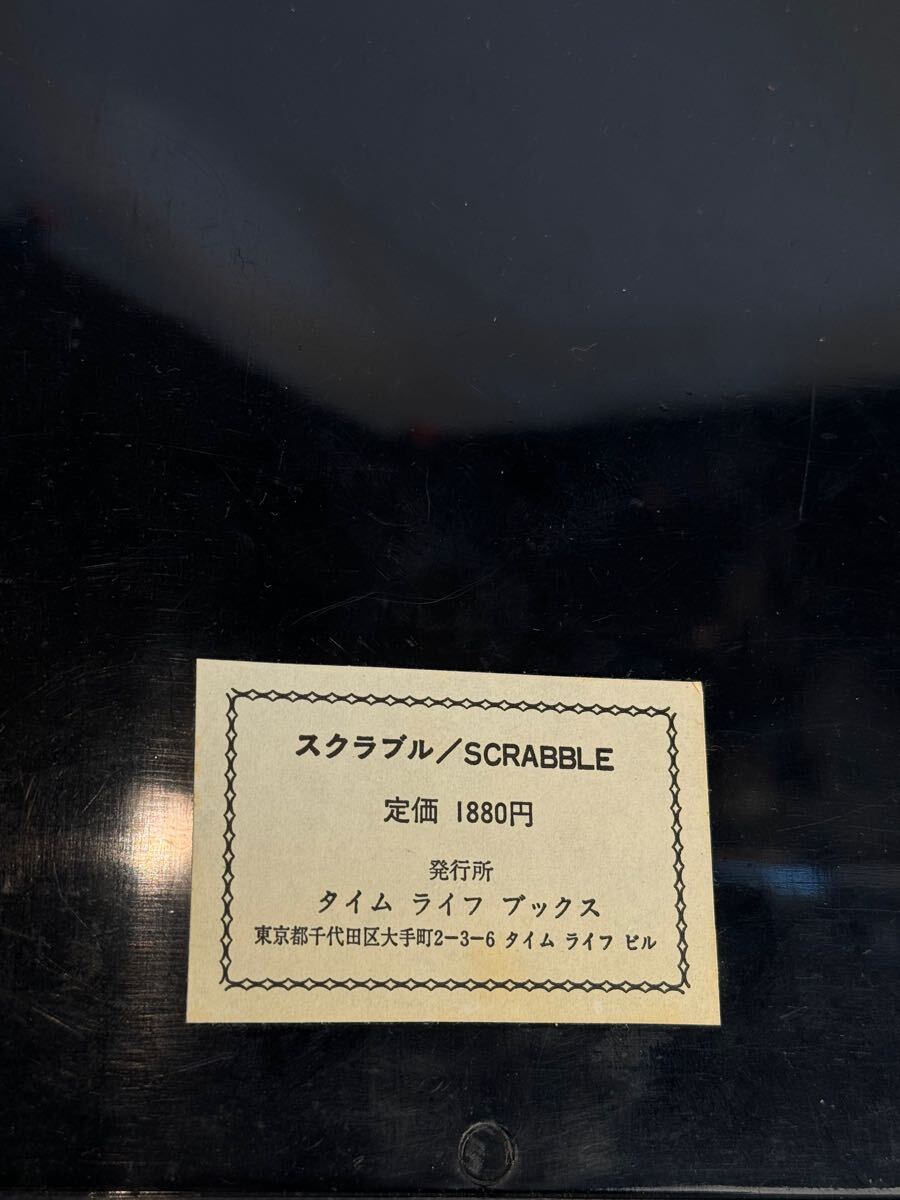 スクラブル/SCRABBLE
定価 1880円
発行所
タイム ライフ ブックス
東京都千代田区大手町2-3-6 タイム ライフ ビル